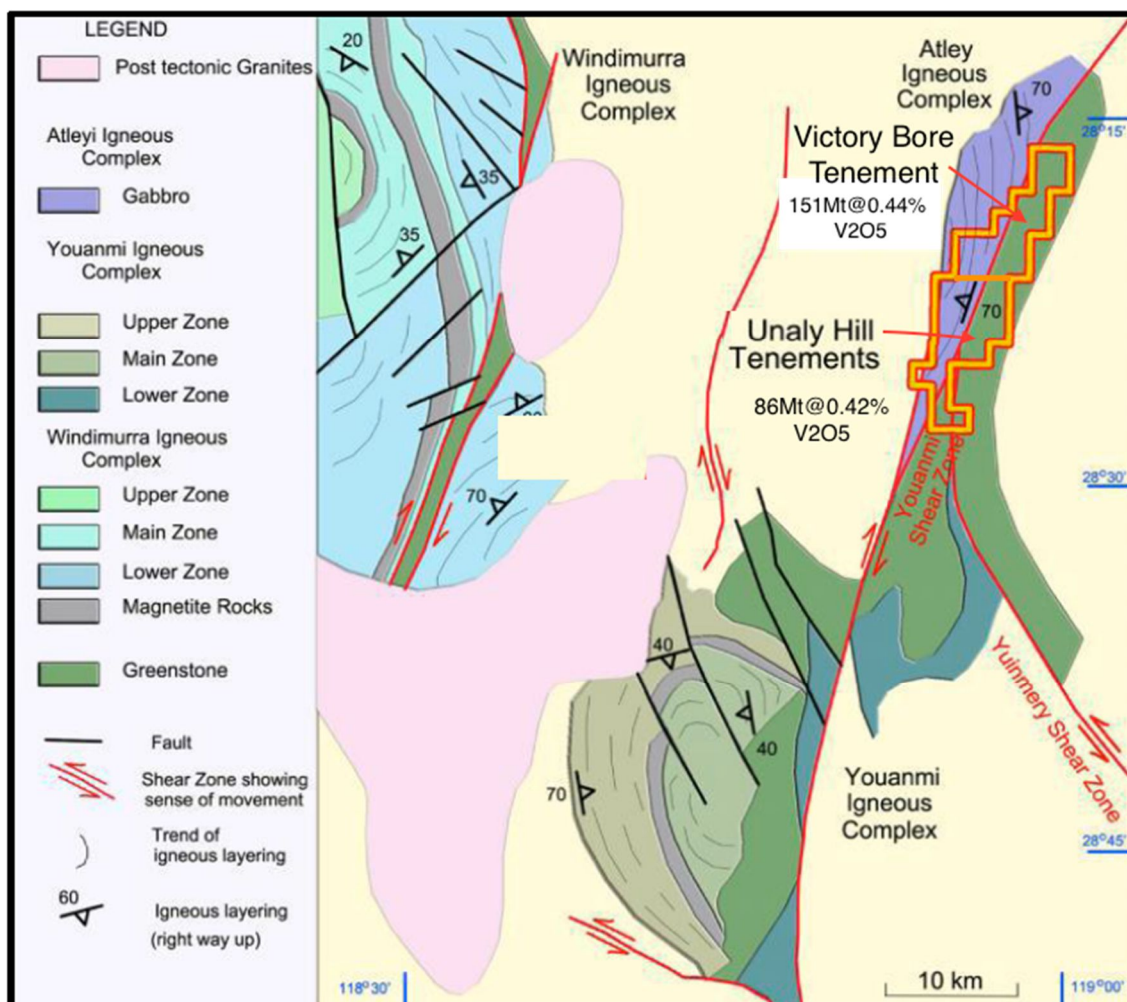 LEGEND
Post tectonic Granites
Atleyi Igneous
Complex
Gabbro
Youanmi Igneous
Complex
Upper Zone
Main Zone
Lower Zone
Windimurra Igneous
Complex
Upper Zone
Main Zone
Lower Zone
Magnetite Rocks
Greenstone
Fault
Shear Zone showing
sense of movement
Trend of
igneous layering
60
Igneous layering
(right way up)
20
Windimurra
Igneous
Complex
35
35
70
Atley
Igneous
Complex
70
28°15'
Victory Bore
Tenement
151Mt@0.44%
V2O5
70
Unaly Hill
Tenements
86Mt@0.42%
V2O5
Youanmi
Shear Zone
28°30'
40
40
70
Yuinmery Shear Zone
Youanmi
Igneous
Complex
28°45'
118°30'
10 km
119°00'